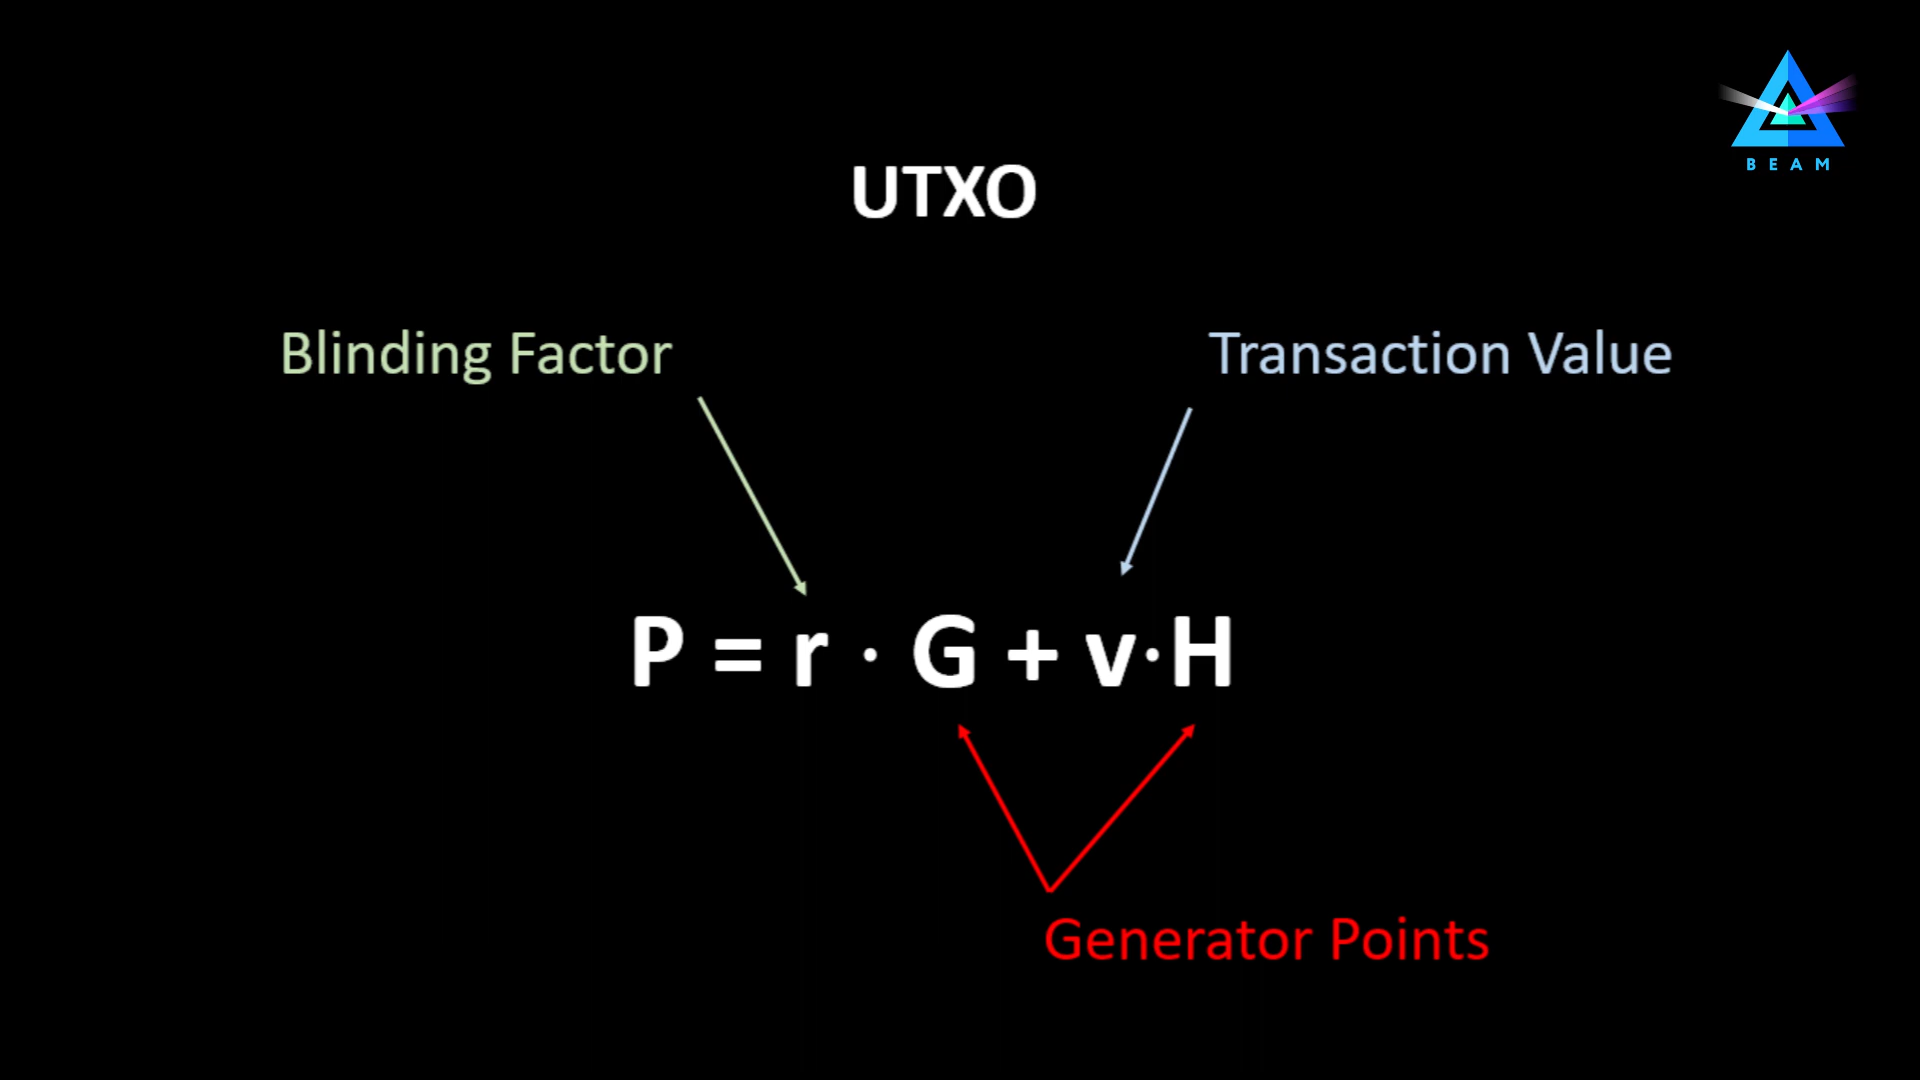 BEAM
UTXO
Blinding Factor
Transaction Value
P = r · G + v·H
Generator Points